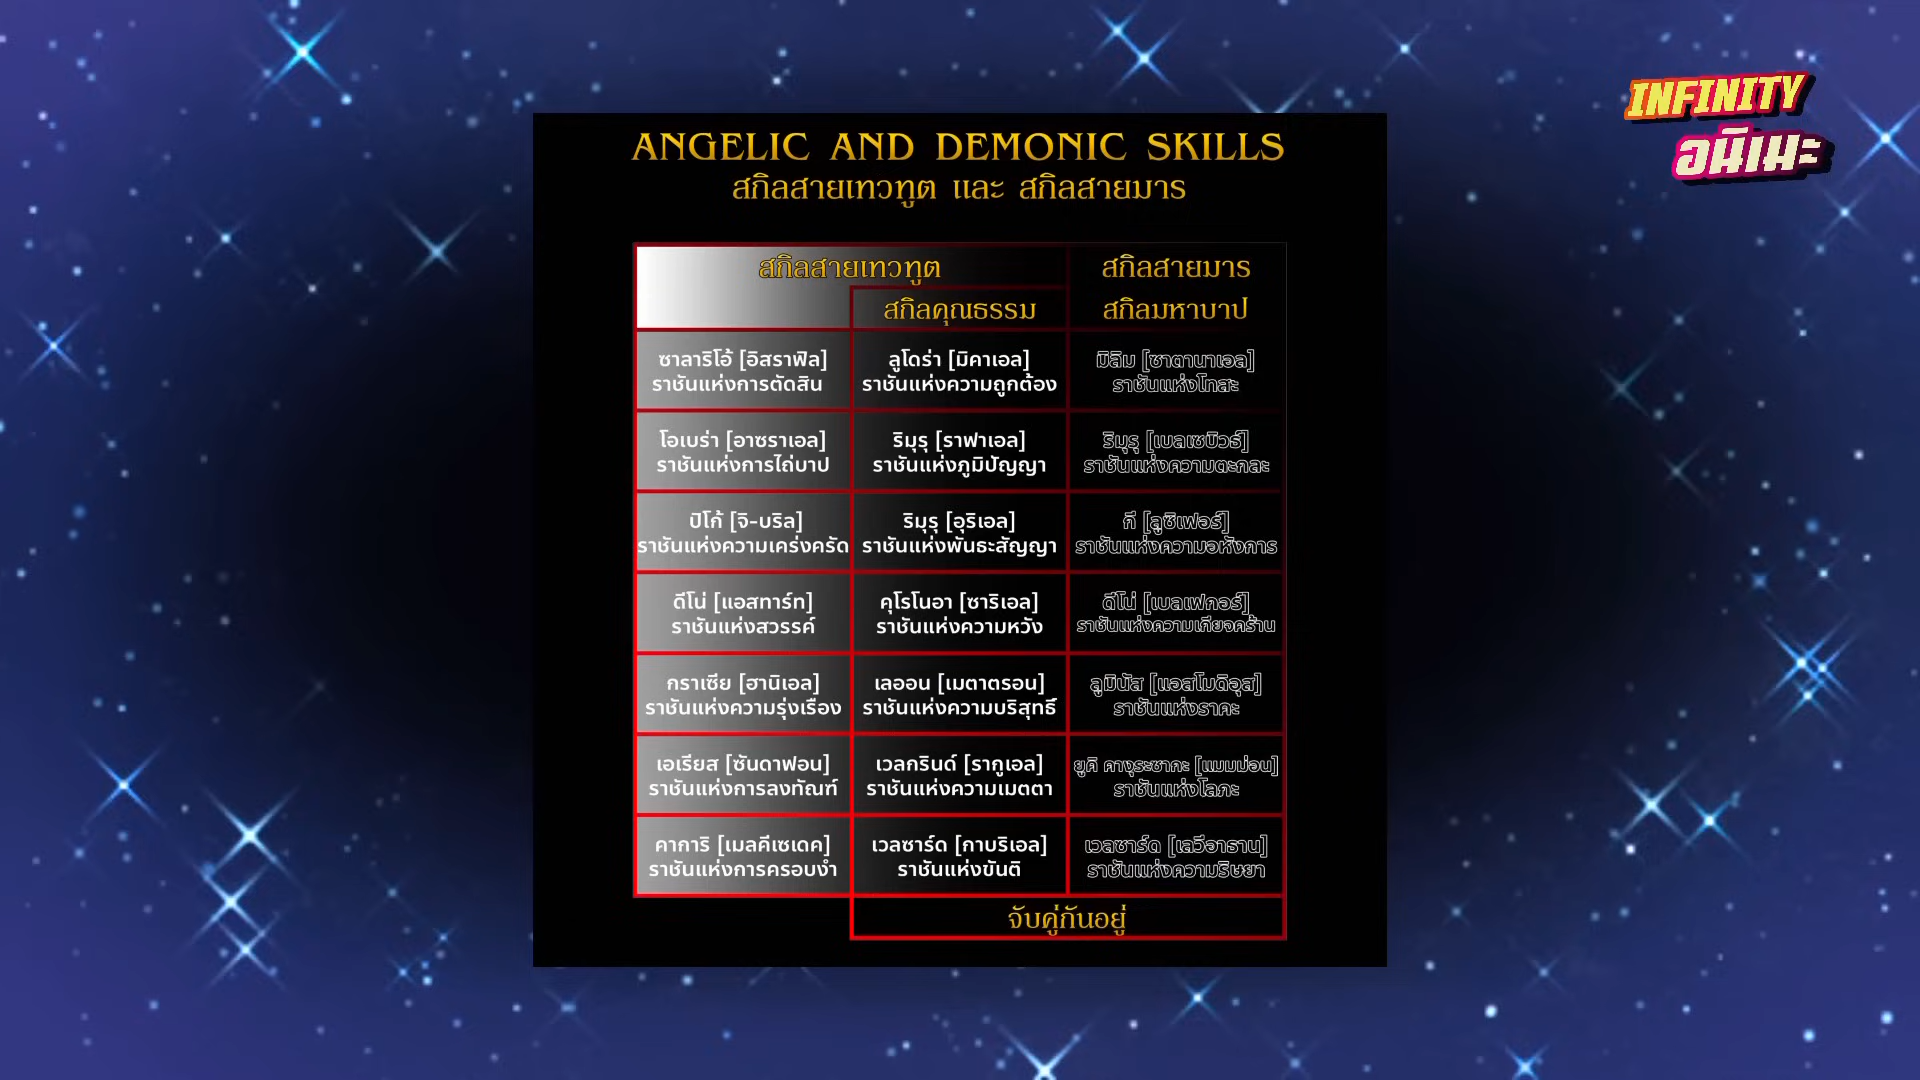 INFINITY
อนิเมะ
ANGELIC AND DEMONIC SKILLS
สกิลสายเทวทูต และ สกิลสายมาร
สกิลสายเทวทูต
สกิลสายมาร
สกิลคุณธรรม
สกิลมหาบาป
ซาลาริโอ้ [อิสราฟิล]
ราชันแห่งการตัดสิน
ลูโดร่า [มิคาเอล]
ราชันแห่งความถูกต้อง
มิลิม [ซาตานาเอล]
ราชันแห่งโทสะ
โอเบร่า [อาซราเอล]
ราชันแห่งการไถ่บาป
ริมุรุ [ราฟาเอล]
ราชันแห่งภูมิปัญญา
ริมุรุ [เบลเซบิวธ์]
ราชันแห่งความตะกละ
ปิโก้ [จิ-บริล]
ราชันแห่งความเคร่งครัด
ริมุรุ [อุริเอล]
ราชันแห่งพันธะสัญญา
กี [ลูซิเฟอร์]
ราชันแห่งความอหังการ
ดีโน่ [แอสทาร์ท]
ราชันแห่งสวรรค์
คุโรโนอา [ซาริเอล]
ราชันแห่งความหวัง
ดีโน่ [เบลเฟกอร์]
ราชันแห่งความเกียจคร้าน
กราเซีย [ฮานิเอล]
ราชันแห่งความรุ่งเรือง
เลออน [เมตาตรอน]
ราชันแห่งความบริสุทธิ์
ลูมินัส [แอสโมดิอุส]
ราชันแห่งราคะ
เอเรียส [ซันดาฟอน]
ราชันแห่งการลงทัณฑ์
เวลกรินด์ [รากูเอล]
ราชันแห่งความเมตตา
ยูคิ คางุระซากะ [แมมม่อน]
ราชันแห่งโลภะ
คาการิ [เมลคีเซเดค]
ราชันแห่งการครอบงำ
เวลซาร์ด [กาบริเอล]
ราชันแห่งขันติ
เวลซาร์ด [เลวีอาธาน]
ราชันแห่งความริษยา
จับคู่กันอยู่